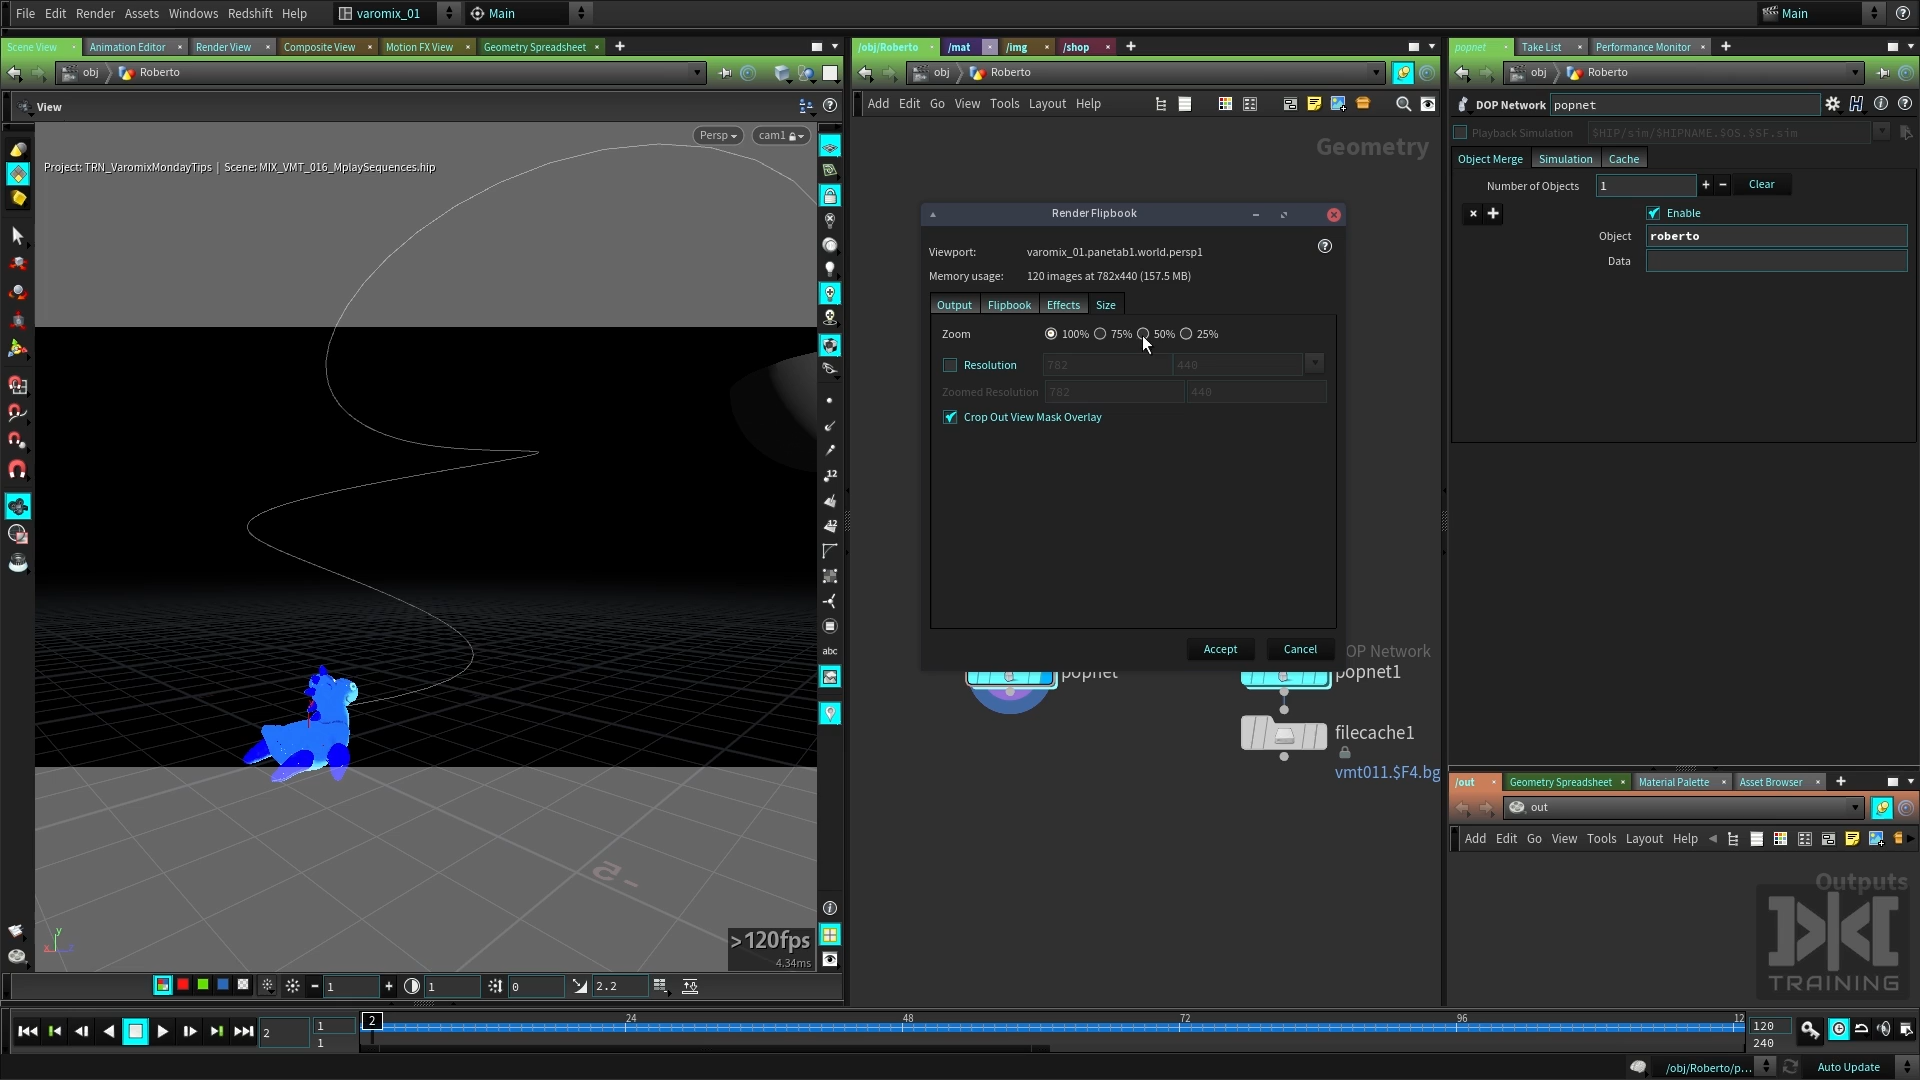 File Edit Render Assets Windows Redshift Help varomix_01 Main Main
Scene View Animation Editor Render View Composite View Motion FX View Geometry Spreadsheet
obj Roberto
View
Persp cam1
Project: TRN_VaromixMondayTips | Scene: MIX_VMT_016_MplaySequences.hip
12
12
abc
5-
>120fps
4.34ms
y
x
1 1 0 2.2
/obj/Roberto /mat /img /shop
obj Roberto
Add Edit Go View Tools Layout Help
Geometry
Render Flipbook
Viewport: varomix_01.panetab1.world.persp1
Memory usage: 120 images at 782x440 (157.5 MB)
Output Flipbook Effects Size
Zoom 100% 75% 50% 25%
Resolution 782 440
Zoomed Resolution 782 440
Crop Out View Mask Overlay
Accept Cancel
OP Network
popnet popnet1
filecache1
vmt011.$F4.bg
popnet Take List Performance Monitor
obj Roberto
DOP Network popnet
Playback Simulation $HIP/sim/$HIPNAME.$OS.$SF.sim
Object Merge Simulation Cache
Number of Objects 1 Clear
Enable
Object roberto
Data
/out Geometry Spreadsheet Material Palette Asset Browser
out
Add Edit Go View Tools Layout Help
Outputs
TRAINING
2 1 2 24 48 72 96 12 120
1 240
/obj/Roberto/p... Auto Update